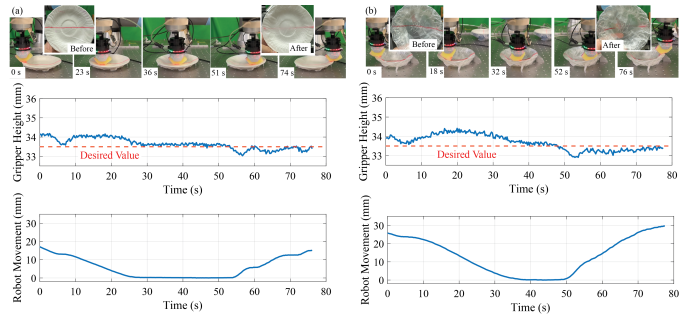 (a)
Before
After
0 s
23 s
36 s
51 s
74 s
Gripper Height (mm)
36
35
34
33
Desired Value
0 10 20 30 40 50 60 70 80
Time (s)
Robot Movement (mm)
30
20
10
0
0 10 20 30 40 50 60 70 80
Time (s)
(b)
Before
After
0 s
18 s
32 s
52 s
76 s
Gripper Height (mm)
36
35
34
33
Desired Value
0 10 20 30 40 50 60 70 80
Time (s)
Robot Movement (mm)
30
20
10
0
0 10 20 30 40 50 60 70 80
Time (s)